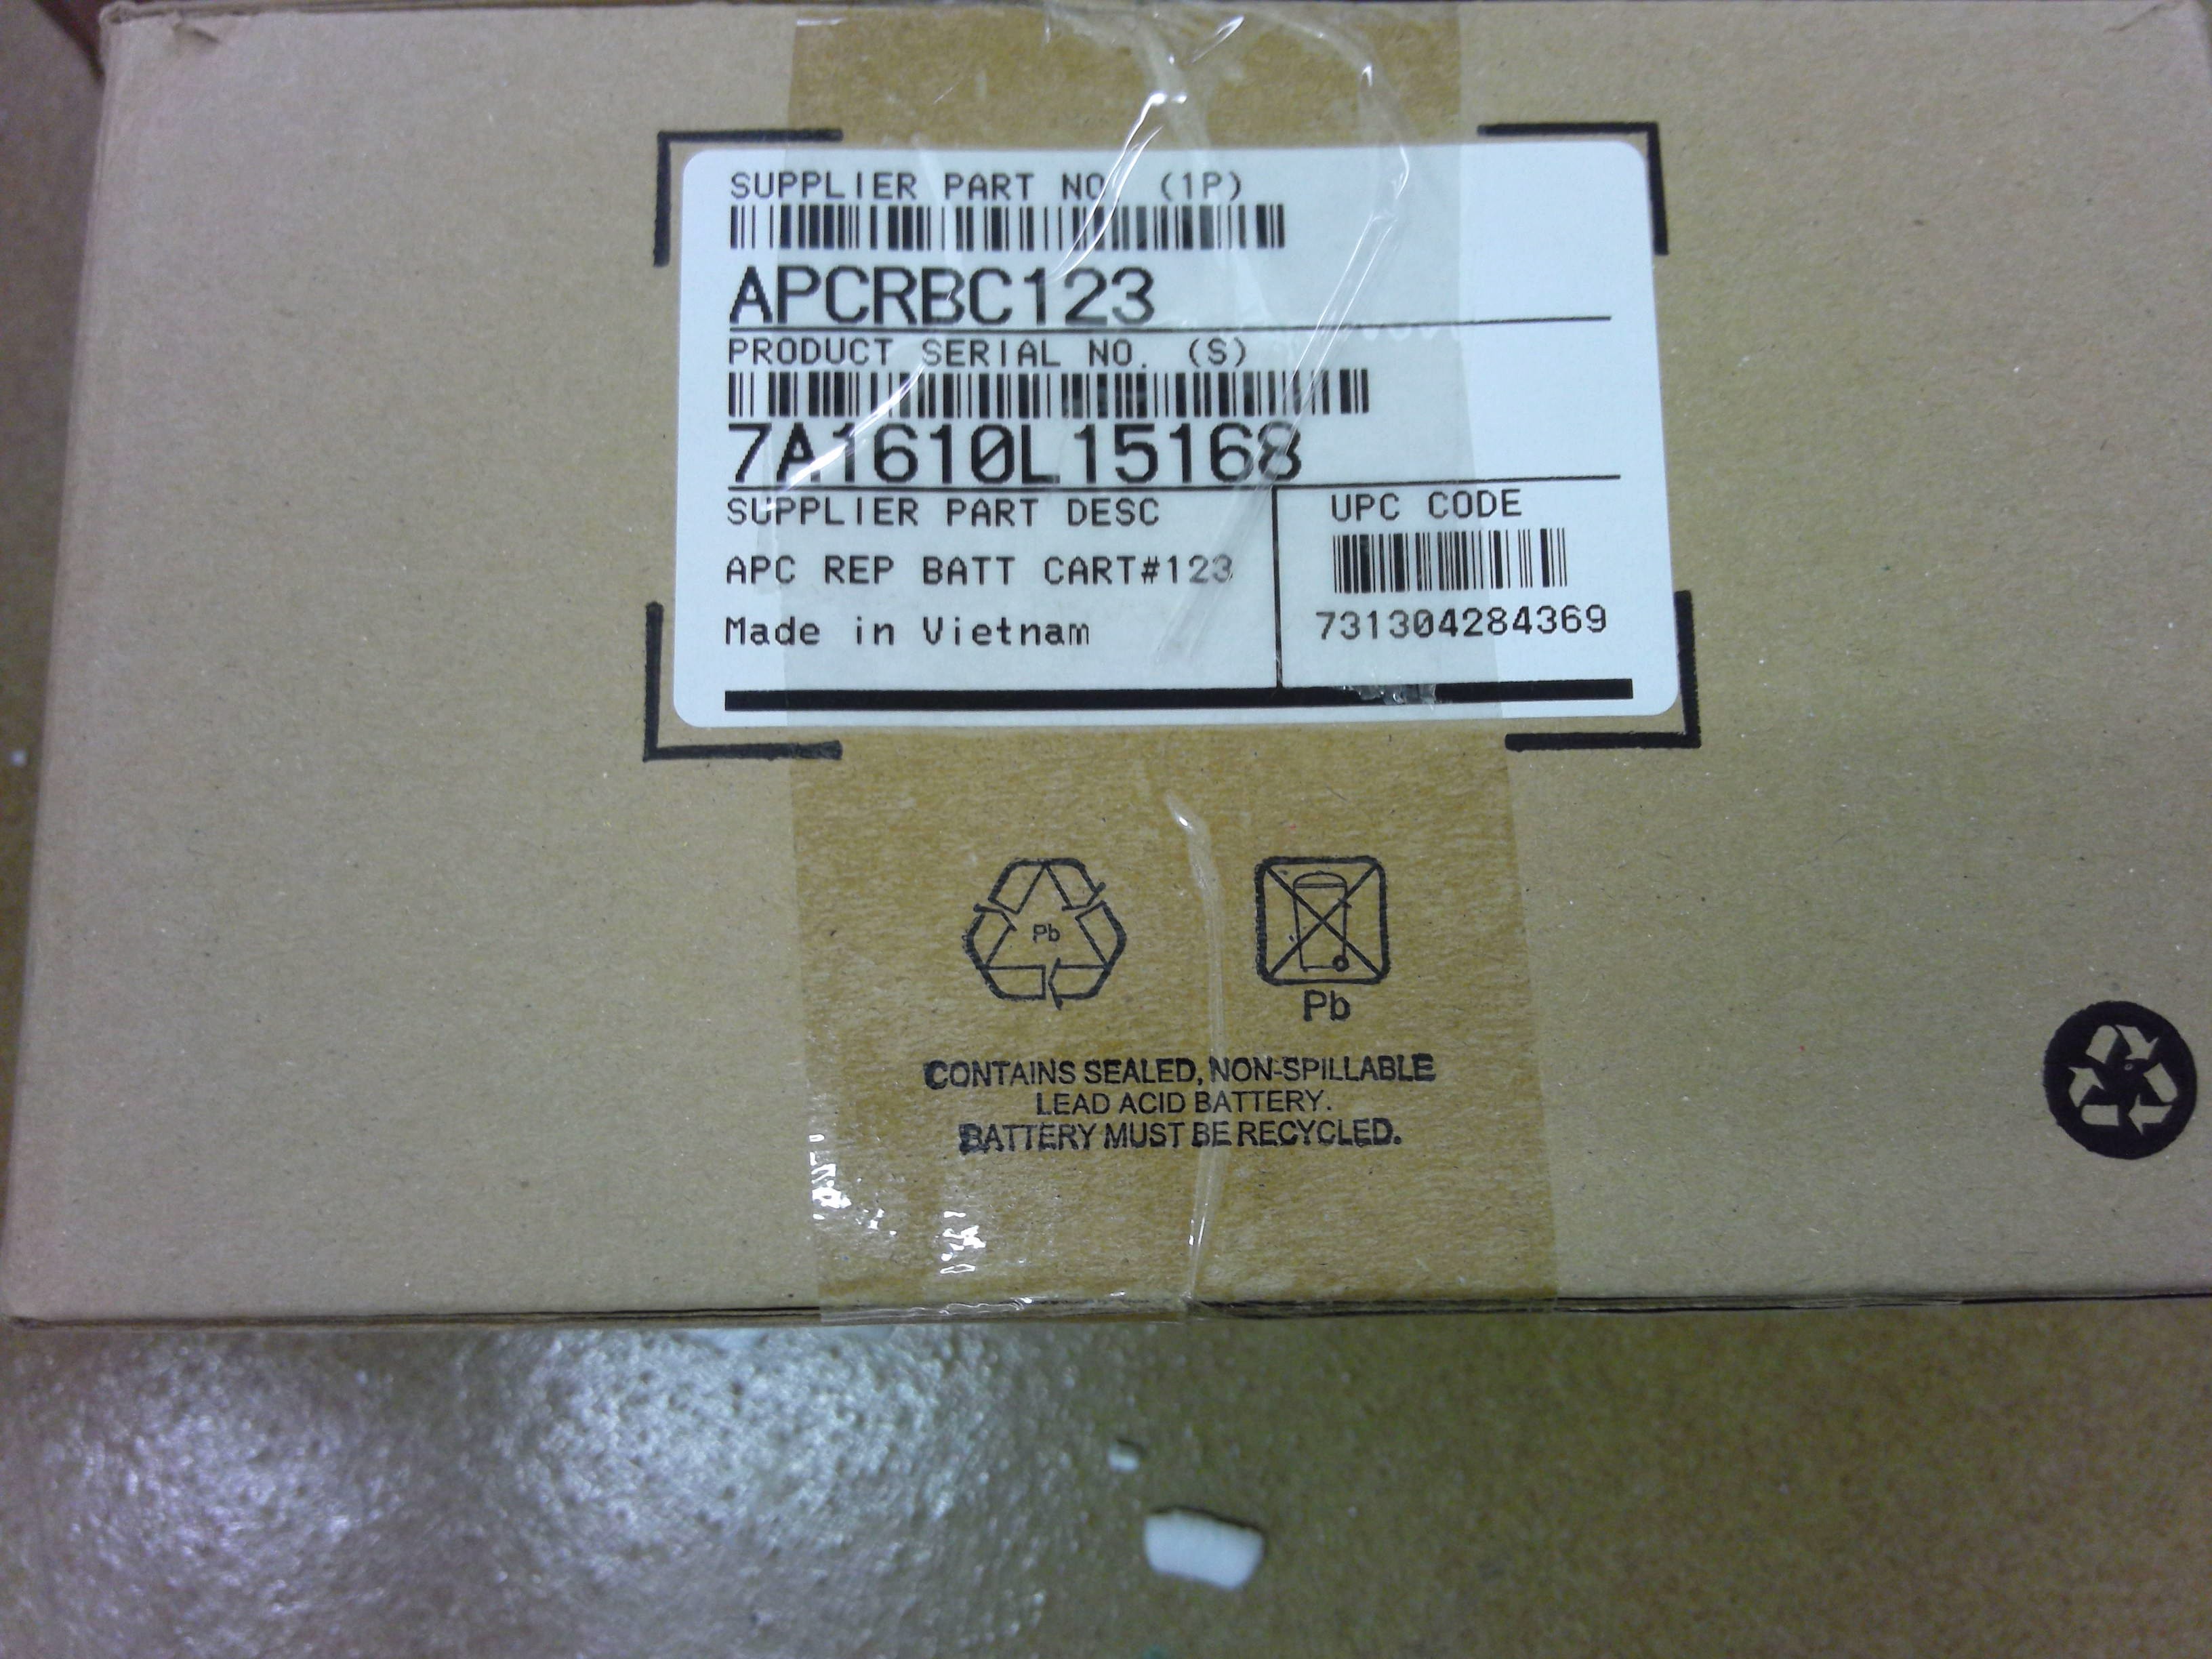 SUPPLIER PART NO. (1P)
APCRBC123
PRODUCT SERIAL NO. (S)
7A1610L15168
SUPPLIER PART DESC
UPC CODE
APC REP BATT CART#123
Made in Vietnam
731304284369
Pb
Pb
CONTAINS SEALED, NON-SPILLABLE
LEAD ACID BATTERY.
BATTERY MUST BE RECYCLED.